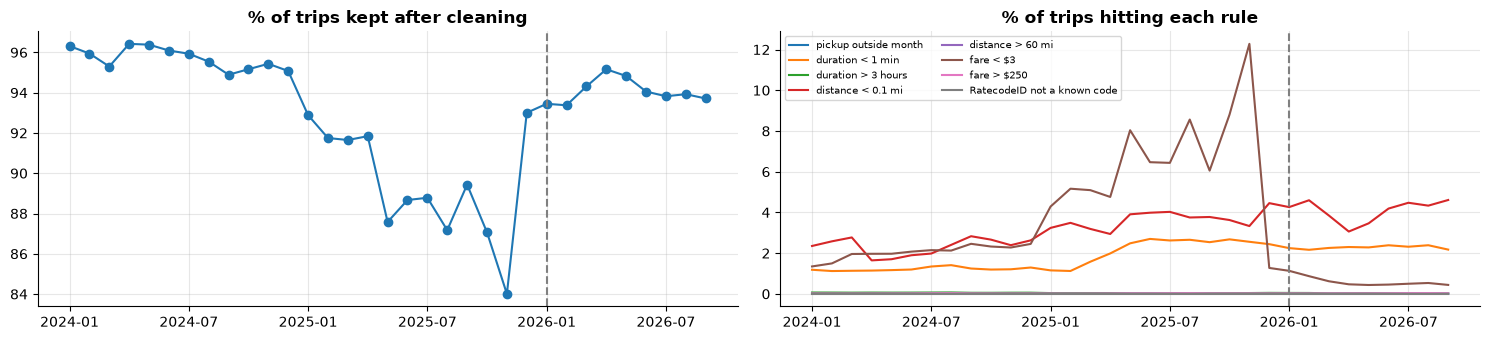 % of trips kept after cleaning
96
94
92
90
88
86
84
2024-01
2024-07
2025-01
2025-07
2026-01
2026-07
% of trips hitting each rule
pickup outside month
duration < 1 min
duration > 3 hours
distance < 0.1 mi
distance > 60 mi
fare < $3
fare > $250
RatecodeID not a known code
12
10
8
6
4
2
0
2024-01
2024-07
2025-01
2025-07
2026-01
2026-07